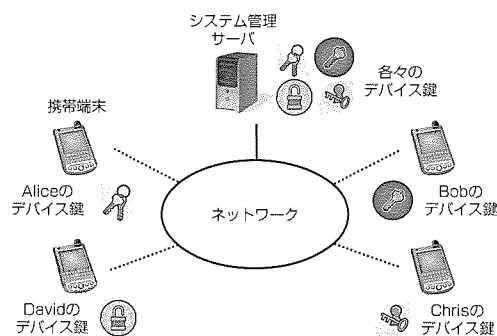 システム管理
サーバ
各々の
デバイス鍵
携帯端末
Aliceの
デバイス鍵
Bobの
デバイス鍵
ネットワーク
Davidの
デバイス鍵
Chrisの
デバイス鍵